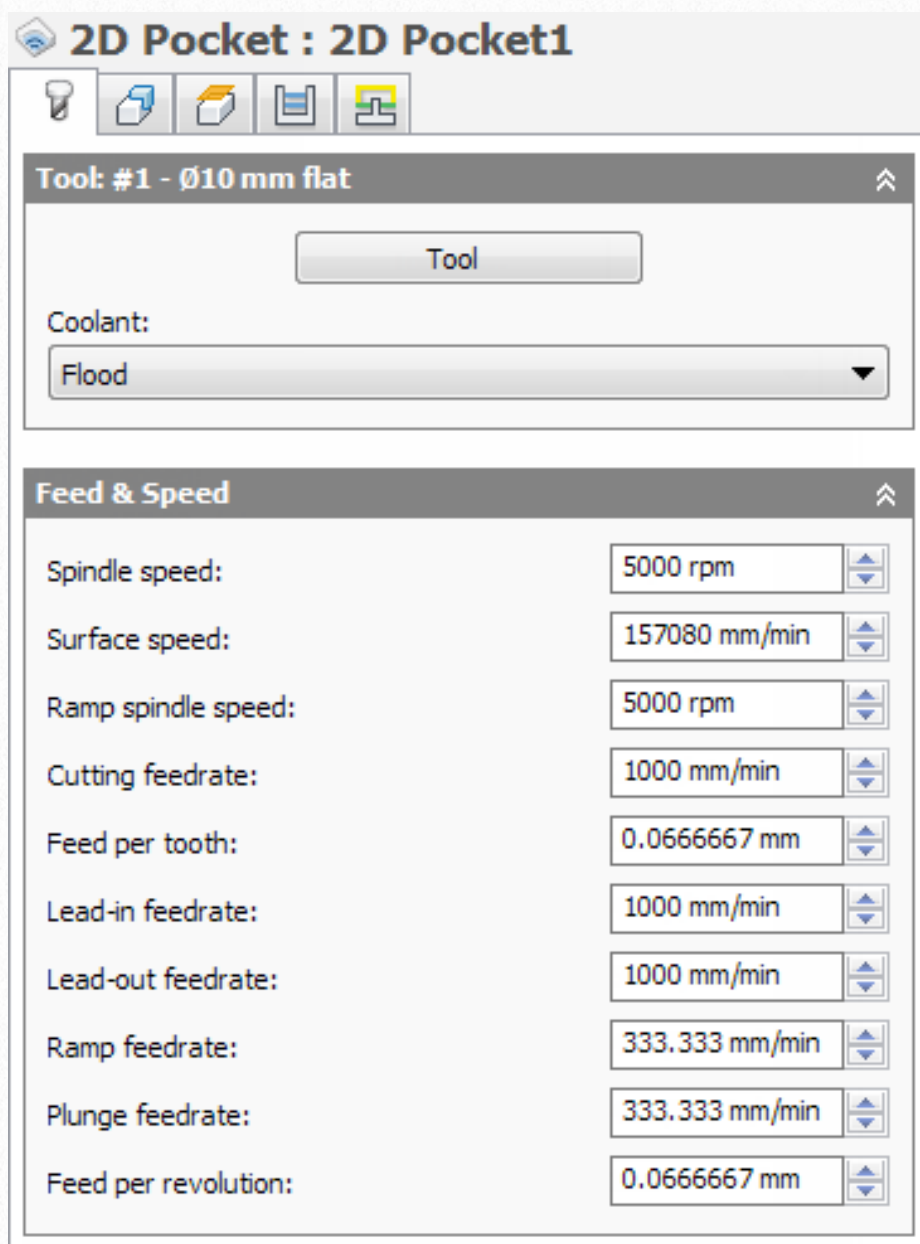 2D Pocket : 2D Pocket1
Tool: #1 - Ø10 mm flat
Tool
Coolant:
Flood
Feed & Speed
Spindle speed: 5000 rpm
Surface speed: 157080 mm/min
Ramp spindle speed: 5000 rpm
Cutting feedrate: 1000 mm/min
Feed per tooth: 0.0666667 mm
Lead-in feedrate: 1000 mm/min
Lead-out feedrate: 1000 mm/min
Ramp feedrate: 333.333 mm/min
Plunge feedrate: 333.333 mm/min
Feed per revolution: 0.0666667 mm